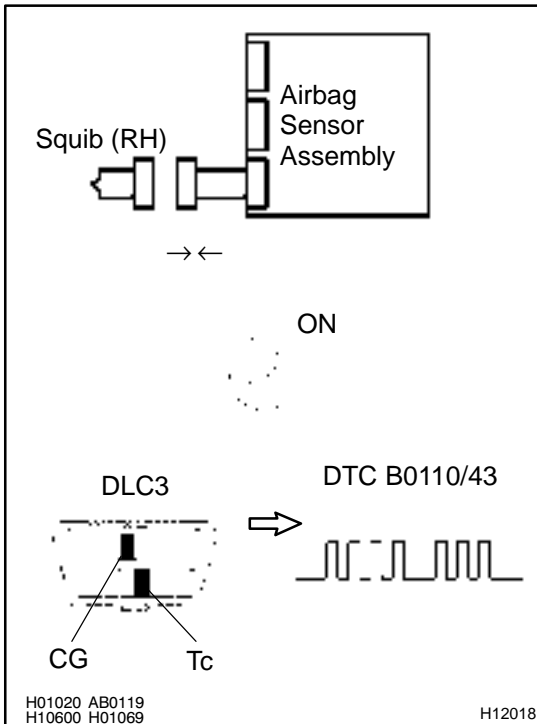 Airbag
Sensor
Assembly
Squib (RH)
ON
DLC3
DTC B0110/43
CG
Tc
H01020 AB0119
H10600 H01069
H12018